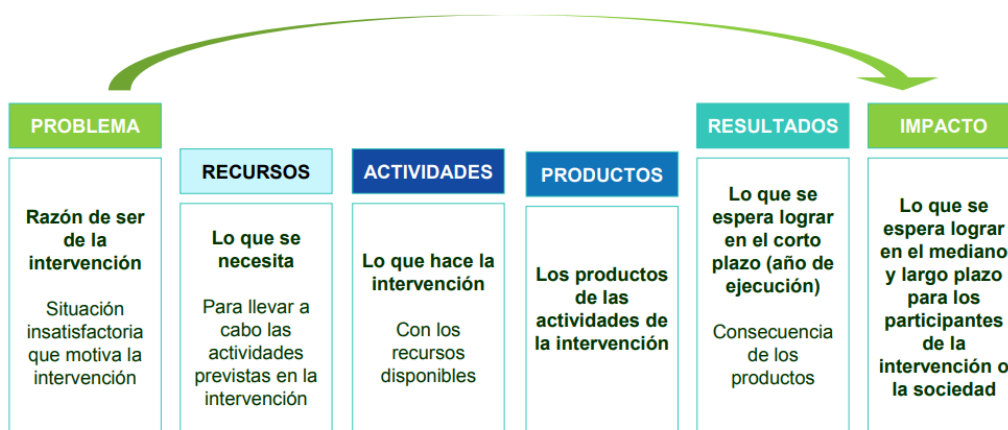 PROBLEMA
Razón de ser
de la
intervención
Situación
insatisfactoria
que motiva la
intervención
RECURSOS
Lo que se
necesita
Para llevar a
cabo las
actividades
previstas en la
intervención
ACTIVIDADES
Lo que hace la
intervención
Con los
recursos
disponibles
PRODUCTOS
Los productos
de las
actividades de
la intervención
RESULTADOS
Lo que se
espera lograr
en el corto
plazo (año de
ejecución)
Consecuencia
de los
productos
IMPACTO
Lo que se
espera lograr
en el mediano
y largo plazo
para los
participantes
de la
intervención o
la sociedad